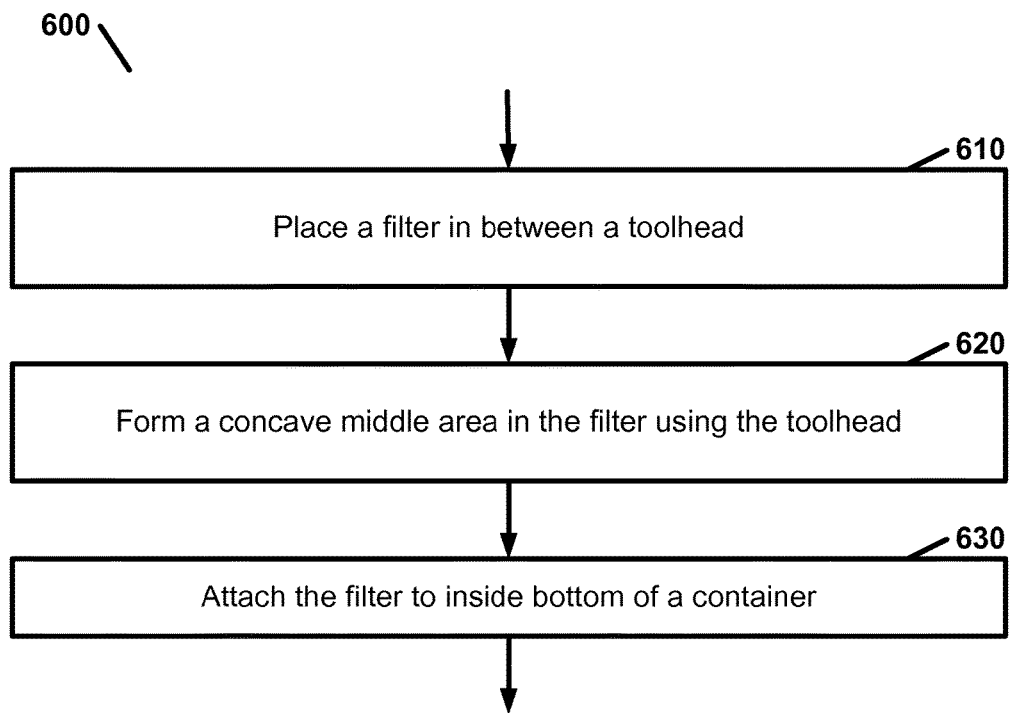 600
610
Place a filter in between a toolhead
620
Form a concave middle area in the filter using the toolhead
630
Attach the filter to inside bottom of a container